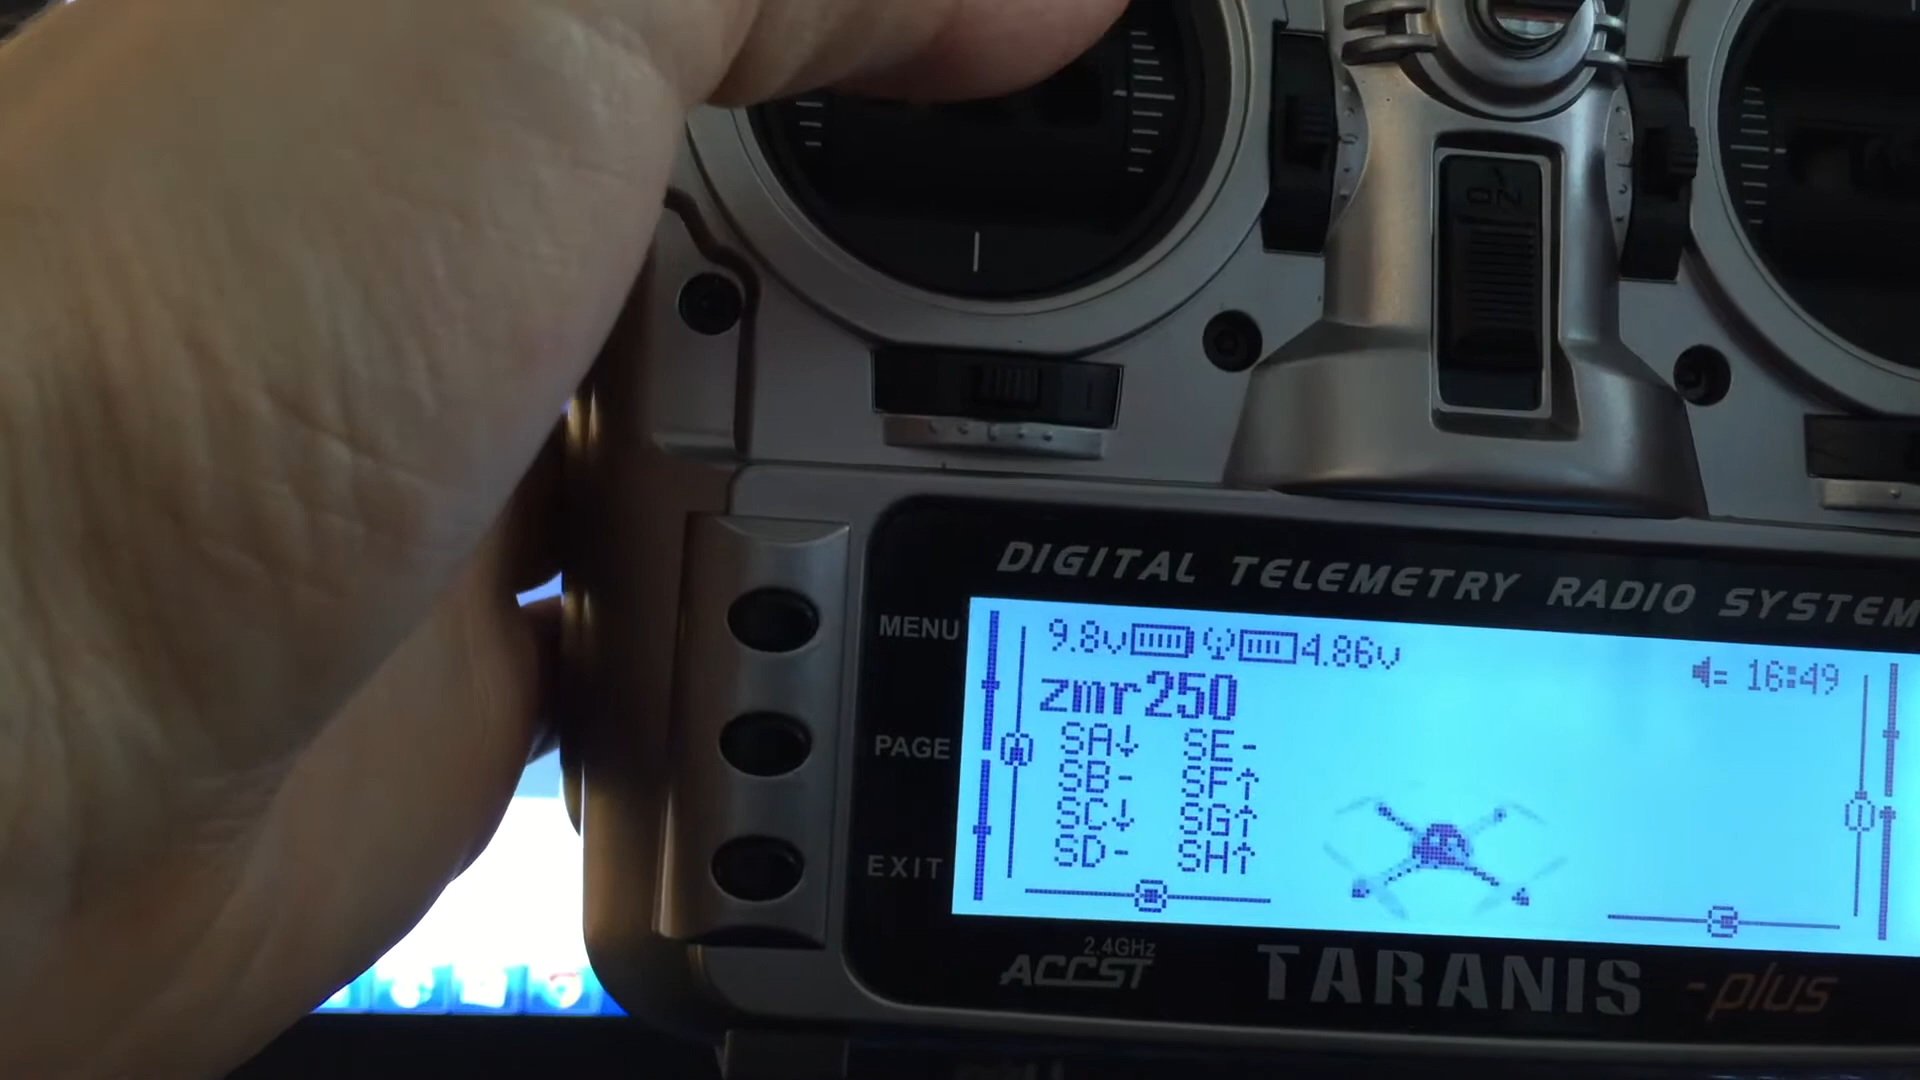 ON
DIGITAL TELEMETRY RADIO SYSTEM
MENU
PAGE
EXIT
9.8v 4.86v 16:49
zmr250
SA↓ SE-
SB- SF↑
SC↓ SG↑
SD- SH↑
2.4GHz
ACCST
TARANIS -plus